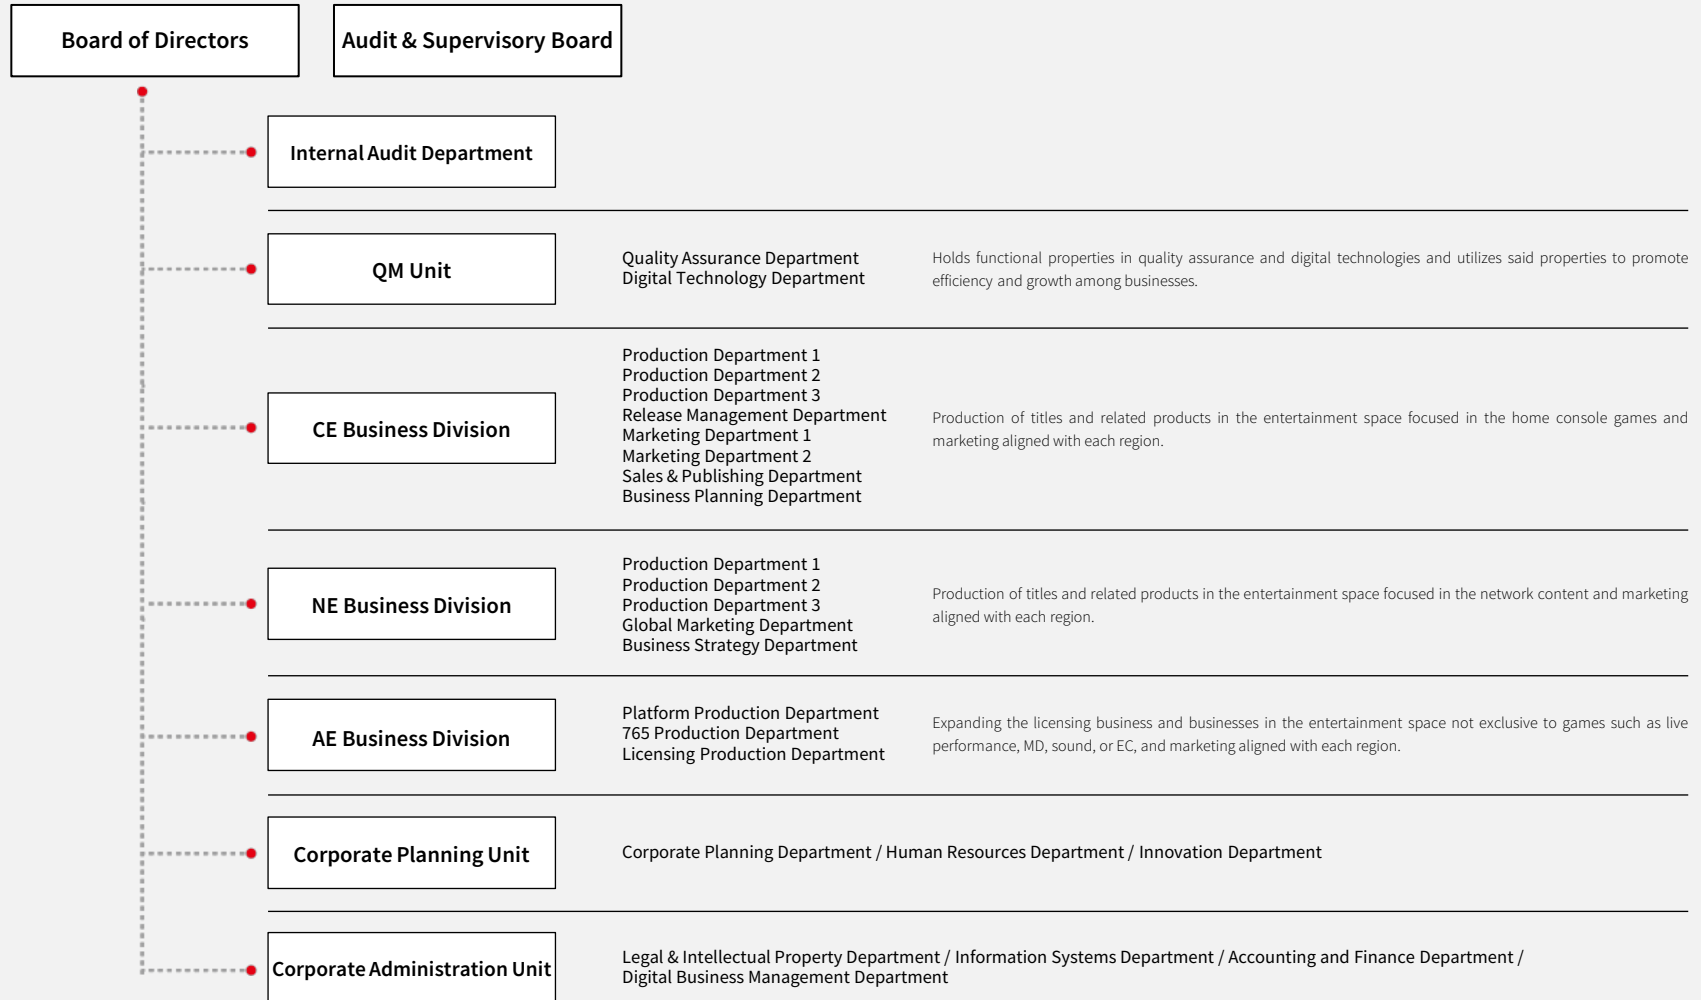 Board of Directors
Audit & Supervisory Board
Internal Audit Department
QM Unit
Quality Assurance Department
Digital Technology Department
Holds functional properties in quality assurance and digital technologies and utilizes said properties to promote
efficiency and growth among businesses.
CE Business Division
Production Department 1
Production Department 2
Production Department 3
Release Management Department
Marketing Department 1
Marketing Department 2
Sales & Publishing Department
Business Planning Department
Production of titles and related products in the entertainment space focused in the home console games and
marketing aligned with each region.
NE Business Division
Production Department 1
Production Department 2
Production Department 3
Global Marketing Department
Business Strategy Department
Production of titles and related products in the entertainment space focused in the network content and marketing
aligned with each region.
AE Business Division
Platform Production Department
765 Production Department
Licensing Production Department
Expanding the licensing business and businesses in the entertainment space not exclusive to games such as live
performance, MD, sound, or EC, and marketing aligned with each region.
Corporate Planning Unit
Corporate Planning Department / Human Resources Department / Innovation Department
Corporate Administration Unit
Legal & Intellectual Property Department / Information Systems Department / Accounting and Finance Department /
Digital Business Management Department